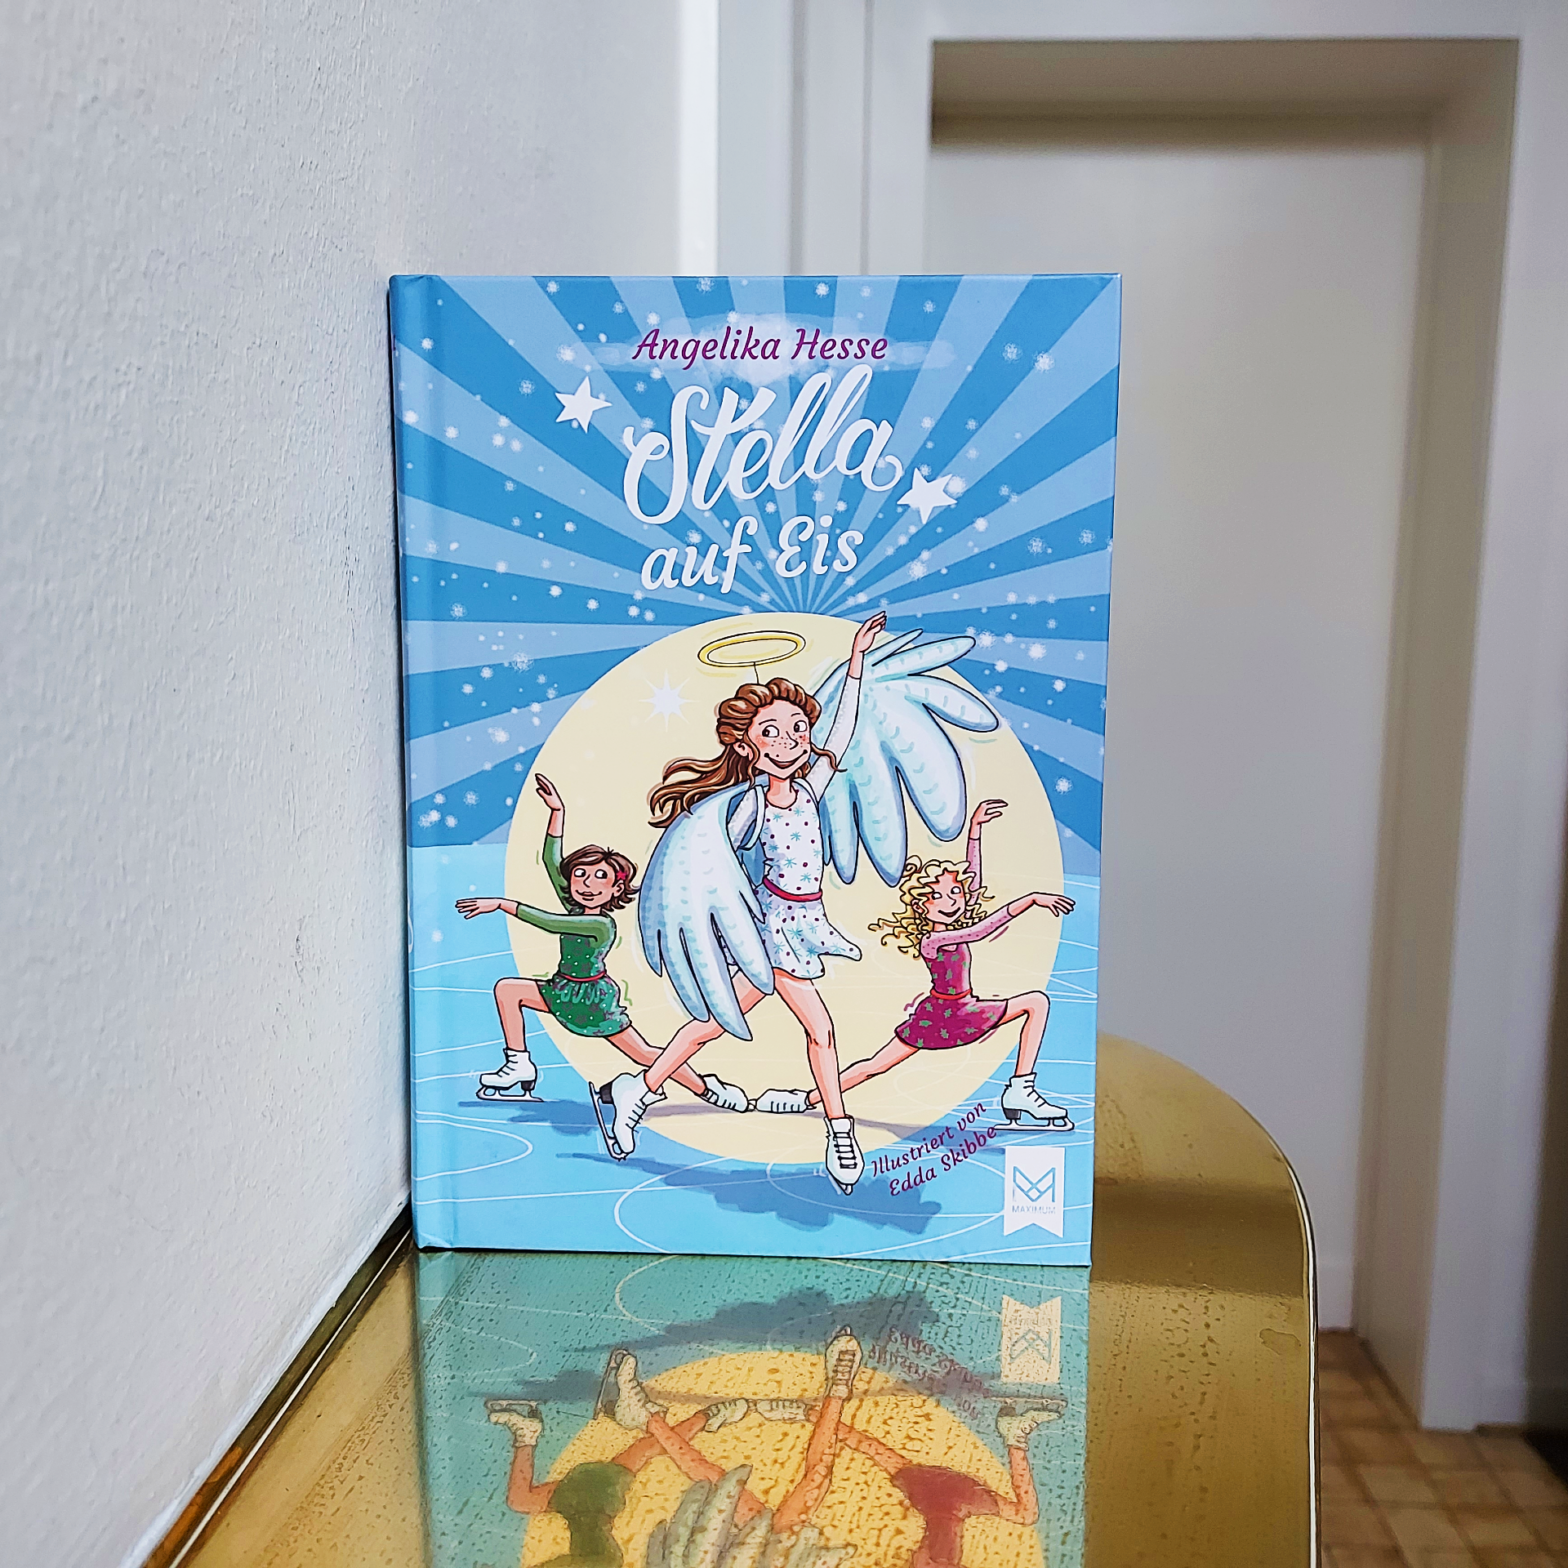 Angelika Hesse
Stella
auf Eis
Illustriert von
Edda Skibbe
MAXIMUM